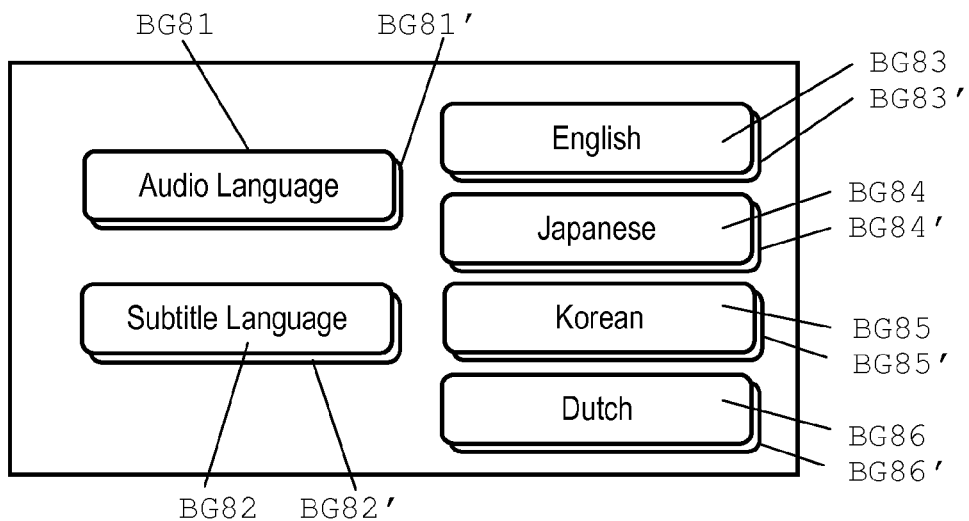 BG81 BG81'
BG83
BG83'
English
Audio Language
BG84
Japanese
BG84'
Subtitle Language
Korean
BG85
BG85'
Dutch
BG86
BG86'
BG82 BG82'